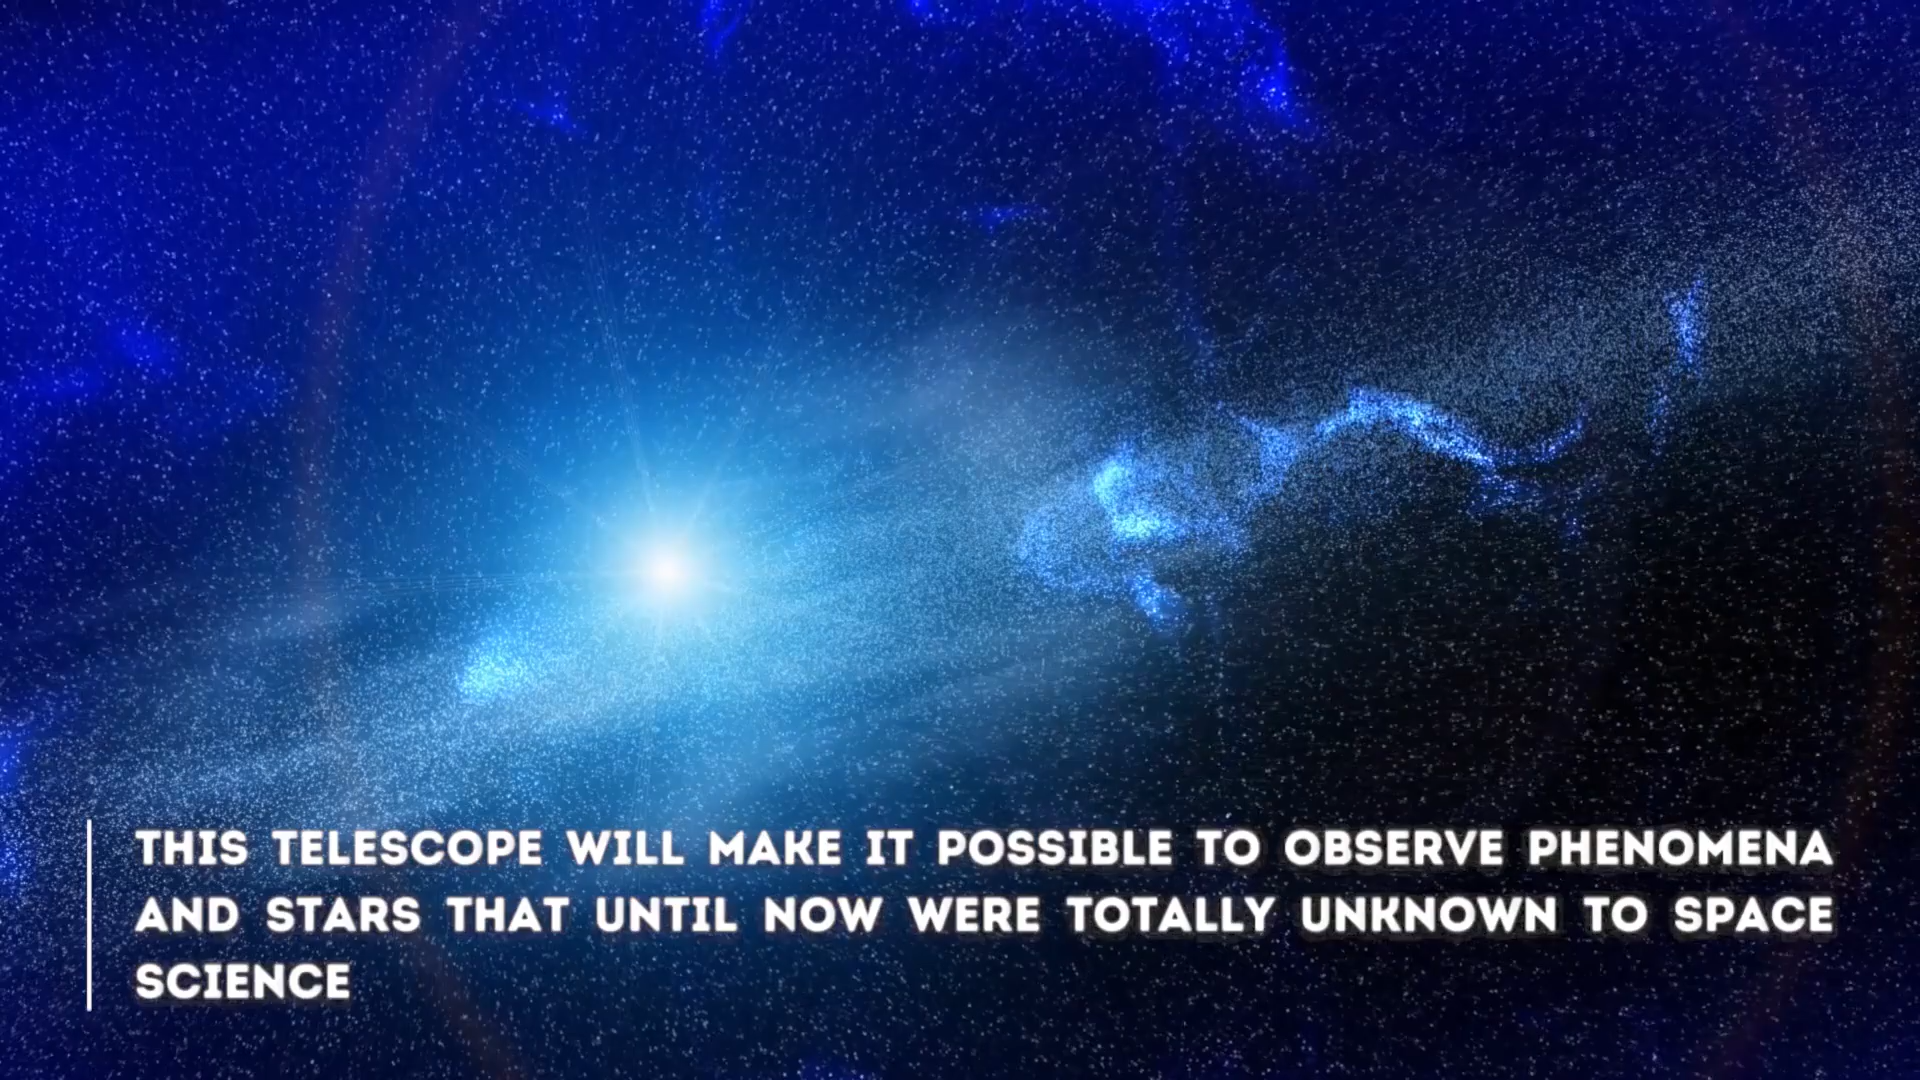 THIS TELESCOPE WILL MAKE IT POSSIBLE TO OBSERVE PHENOMENA
AND STARS THAT UNTIL NOW WERE TOTALLY UNKNOWN TO SPACE
SCIENCE